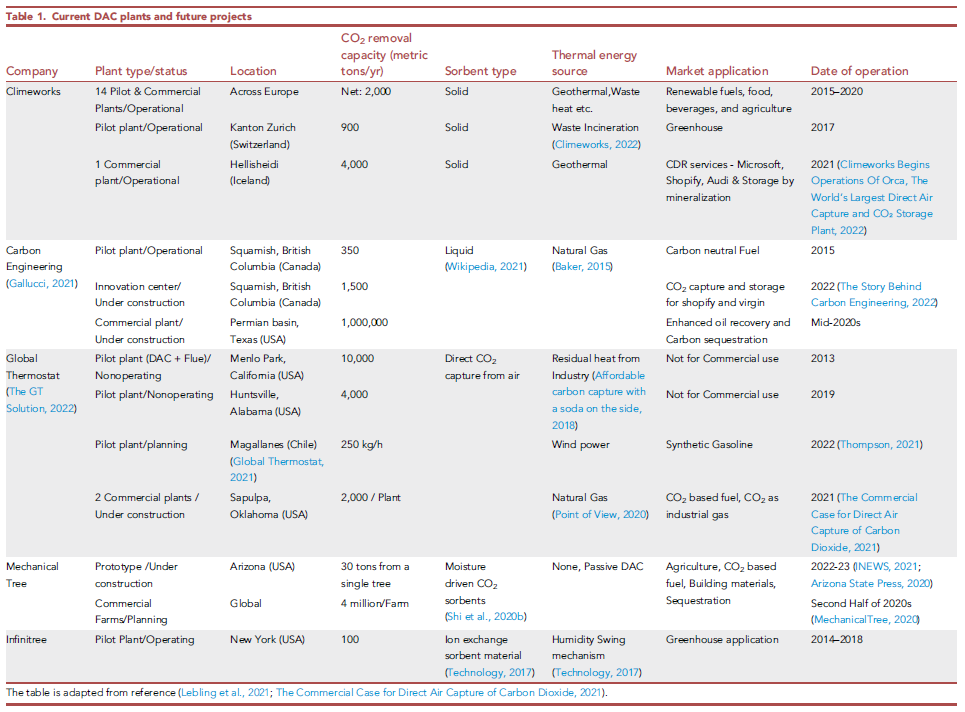 Table 1. Current DAC plants and future projects
Company	Plant type/status	Location	CO₂ removal capacity (metric tons/yr)	Sorbent type	Thermal energy source	Market application	Date of operation
Climeworks	14 Pilot & Commercial Plants/Operational	Across Europe	Net: 2,000	Solid	Geothermal,Waste heat etc.	Renewable fuels, food, beverages, and agriculture	2015–2020
Pilot plant/Operational	Kanton Zurich (Switzerland)	900	Solid	Waste Incineration (Climeworks, 2022)	Greenhouse	2017
1 Commercial plant/Operational	Hellisheidi (Iceland)	4,000	Solid	Geothermal	CDR services - Microsoft, Shopify, Audi & Storage by mineralization	2021 (Climeworks Begins Operations Of Orca, The World's Largest Direct Air Capture and CO₂ Storage Plant, 2022)
Carbon Engineering (Gallucci, 2021)	Pilot plant/Operational	Squamish, British Columbia (Canada)	350	Liquid (Wikipedia, 2021)	Natural Gas (Baker, 2015)	Carbon neutral Fuel	2015
Innovation center/ Under construction	Squamish, British Columbia (Canada)	1,500	CO₂ capture and storage for shopify and virgin	2022 (The Story Behind Carbon Engineering, 2022)
Commercial plant/ Under construction	Permian basin, Texas (USA)	1,000,000	Enhanced oil recovery and Carbon sequestration	Mid-2020s
Global Thermostat (The GT Solution, 2022)	Pilot plant (DAC + Flue)/ Nonoperating	Menlo Park, California (USA)	10,000	Direct CO₂ capture from air	Residual heat from Industry (Affordable carbon capture with a soda on the side, 2018)	Not for Commercial use	2013
Pilot plant/Nonoperating	Huntsville, Alabama (USA)	4,000	Not for Commercial use	2019
Pilot plant/planning	Magallanes (Chile) (Global Thermostat, 2021)	250 kg/h	Wind power	Synthetic Gasoline	2022 (Thompson, 2021)
2 Commercial plants / Under construction	Sapulpa, Oklahoma (USA)	2,000 / Plant	Natural Gas (Point of View, 2020)	CO₂ based fuel, CO₂ as industrial gas	2021 (The Commercial Case for Direct Air Capture of Carbon Dioxide, 2021)
Mechanical Tree	Prototype /Under construction	Arizona (USA)	30 tons from a single tree	Moisture driven CO₂ sorbents (Shi et al., 2020b)	None, Passive DAC	Agriculture, CO₂ based fuel, Building materials, Sequestration	2022-23 (INEWS, 2021; Arizona State Press, 2020)
Commercial Farms/Planning	Global	4 million/Farm	Second Half of 2020s (MechanicalTree, 2020)
Infinitree	Pilot Plant/Operating	New York (USA)	100	Ion exchange sorbent material (Technology, 2017)	Humidity Swing mechanism (Technology, 2017)	Greenhouse application	2014–2018
The table is adapted from reference (Lebling et al., 2021; The Commercial Case for Direct Air Capture of Carbon Dioxide, 2021).